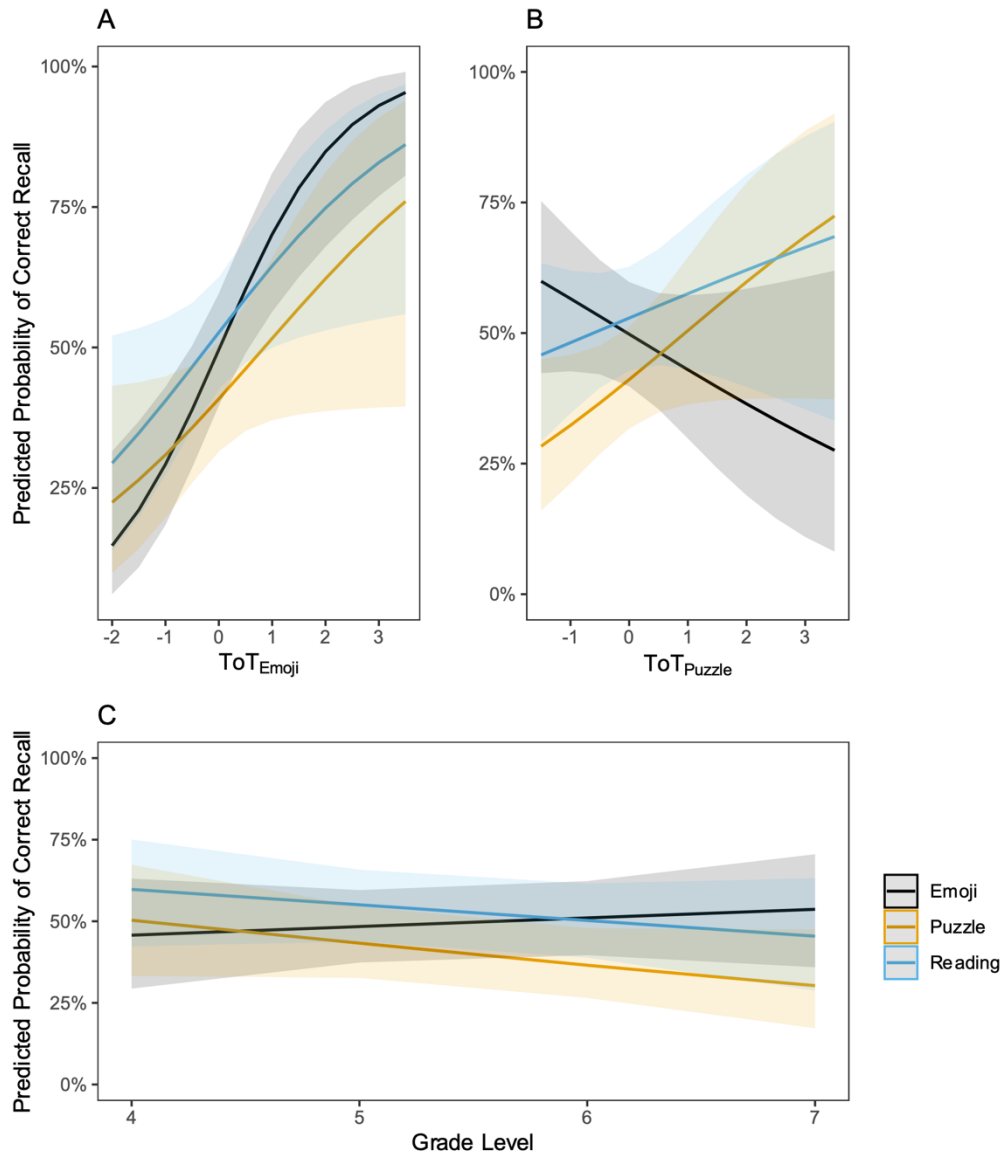 A
B
Predicted Probability of Correct Recall
100%
75%
50%
25%
-2 -1 0 1 2 3
ToTEmoji
100%
75%
50%
25%
0%
-1 0 1 2 3
ToTPuzzle
C
Predicted Probability of Correct Recall
100%
75%
50%
25%
0%
4 5 6 7
Grade Level
Emoji
Puzzle
Reading